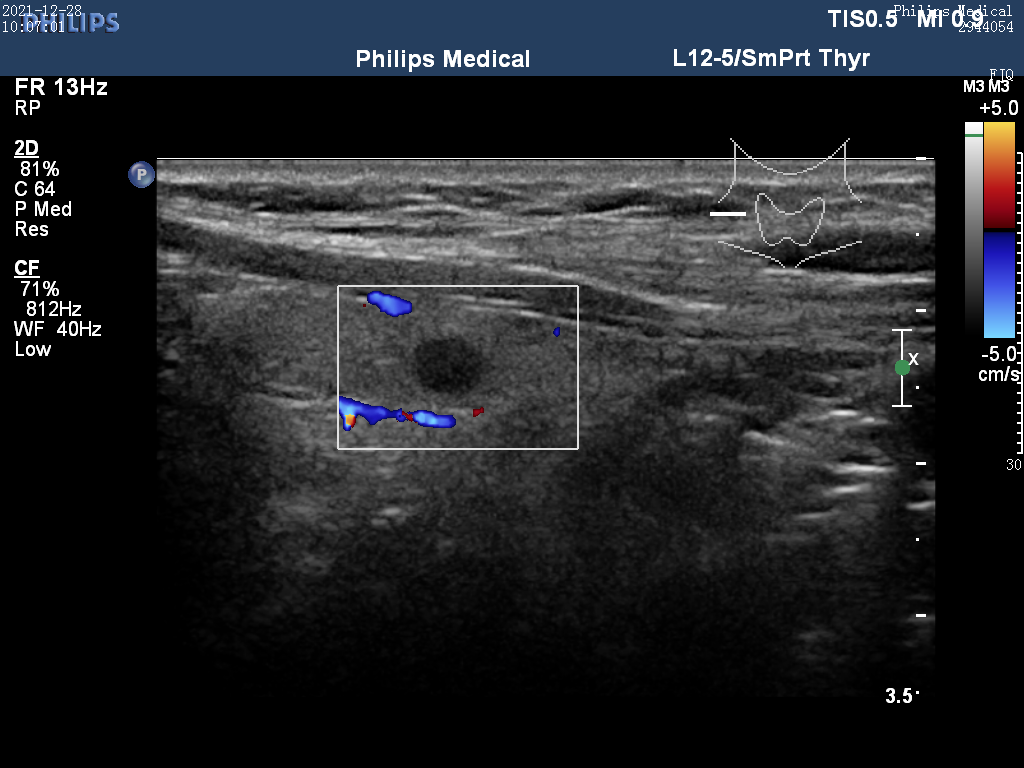 2021-12-28
10:07:01
PHILIPS
TIS0.5 MI 0.9
Philips Medical
2944054
Philips Medical
L12-5/SmPrt Thyr
FJQ
FR 13Hz
RP
M3 M3
+5.0
2D
81%
C 64
P Med
Res
P
CF
71%
812Hz
WF 40Hz
Low
x
-5.0
cm/s
30
3.5